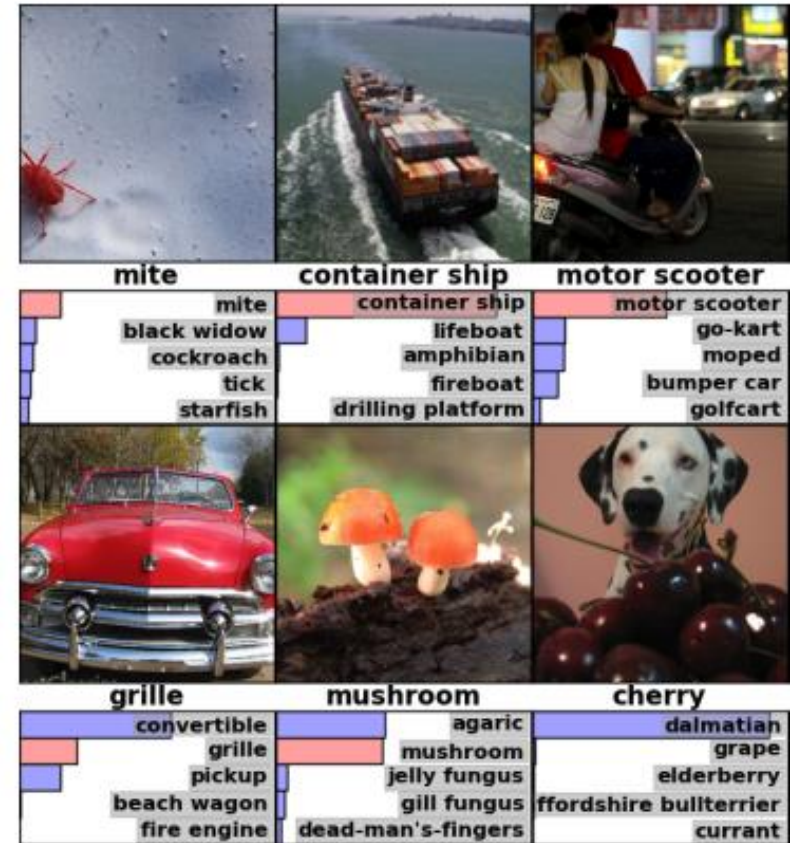 mite
container ship
motor scooter
mite
black widow
cockroach
tick
starfish
container ship
lifeboat
amphibian
fireboat
drilling platform
motor scooter
go-kart
moped
bumper car
golfcart
grille
mushroom
cherry
convertible
grille
pickup
beach wagon
fire engine
agaric
mushroom
jelly fungus
gill fungus
dead-man's-fingers
dalmatian
grape
elderberry
ffordshire bullterrier
currant